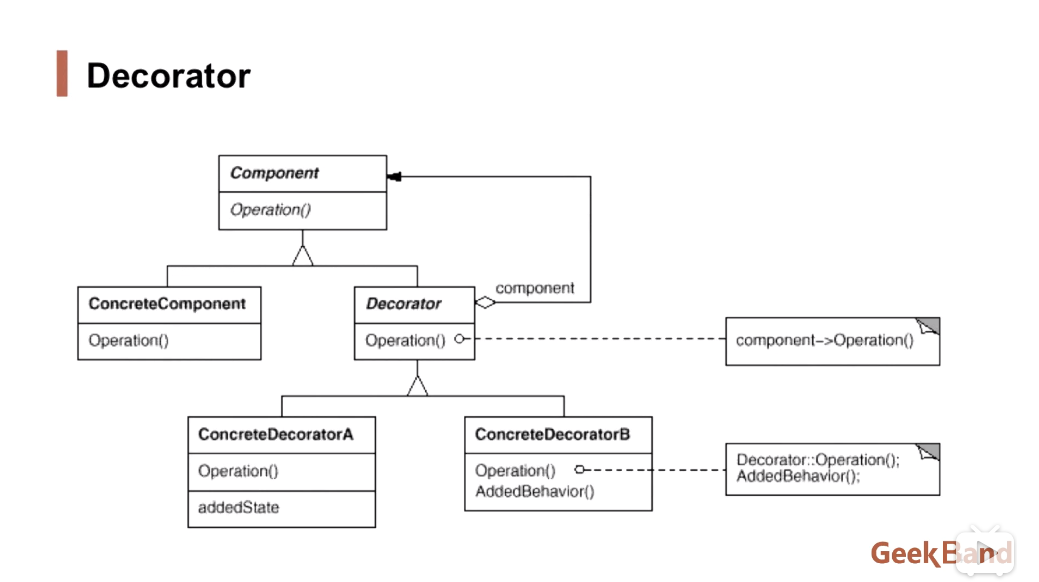 Decorator
Component
Operation()
component
ConcreteComponent
Operation()
Decorator
Operation()
component->Operation()
ConcreteDecoratorA
Operation()
addedState
ConcreteDecoratorB
Operation()
AddedBehavior()
Decorator::Operation();
AddedBehavior();
GeekBand